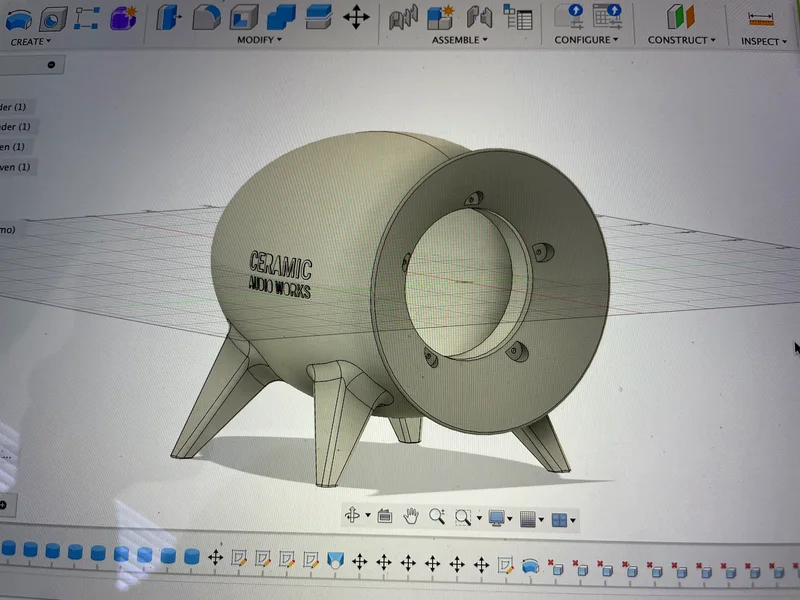 CREATE
MODIFY
ASSEMBLE
CONFIGURE
CONSTRUCT
INSPECT
der (1)
der (1)
en (1)
ven (1)
mo)
CERAMIC
AUDIO WORKS